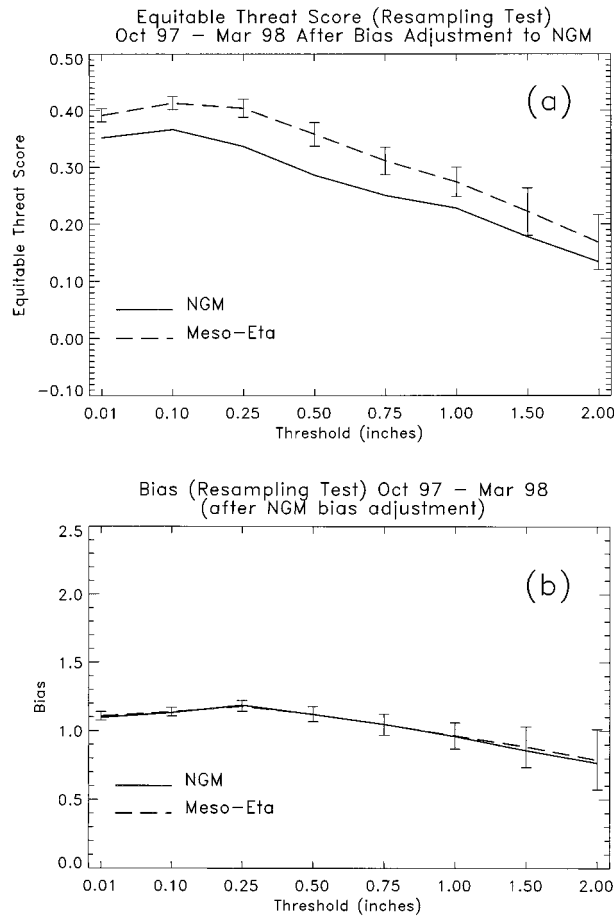 Equitable Threat Score (Resampling Test)
Oct 97 – Mar 98 After Bias Adjustment to NGM
(a)
Equitable Threat Score
0.50
0.40
0.30
0.20
0.10
0.00
-0.10
NGM
Meso-Eta
0.01 0.10 0.25 0.50 0.75 1.00 1.50 2.00
Threshold (inches)
Bias (Resampling Test) Oct 97 – Mar 98
(after NGM bias adjustment)
(b)
Bias
2.5
2.0
1.5
1.0
0.5
0.0
NGM
Meso-Eta
0.01 0.10 0.25 0.50 0.75 1.00 1.50 2.00
Threshold (inches)